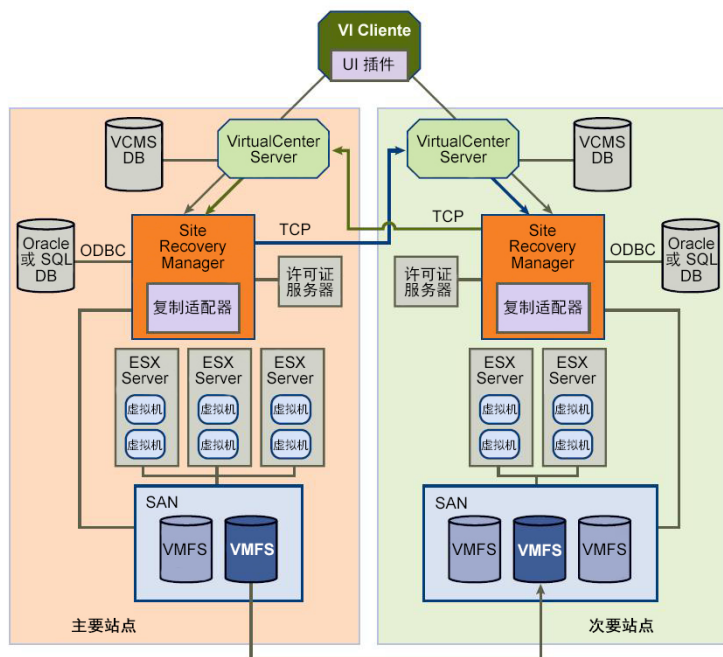 VI Cliente
UI 插件
VCMS
DB
VirtualCenter
Server
VirtualCenter
Server
VCMS
DB
Oracle
或 SQL
DB
ODBC
Site
Recovery
Manager
复制适配器
TCP
许可证
服务器
TCP
许可证
服务器
Site
Recovery
Manager
复制适配器
ODBC
Oracle
或 SQL
DB
ESX
Server
虚拟机
虚拟机
ESX
Server
虚拟机
虚拟机
ESX
Server
虚拟机
虚拟机
ESX
Server
虚拟机
虚拟机
ESX
Server
虚拟机
虚拟机
SAN
VMFS
VMFS
SAN
VMFS
VMFS
VMFS
主要站点
次要站点